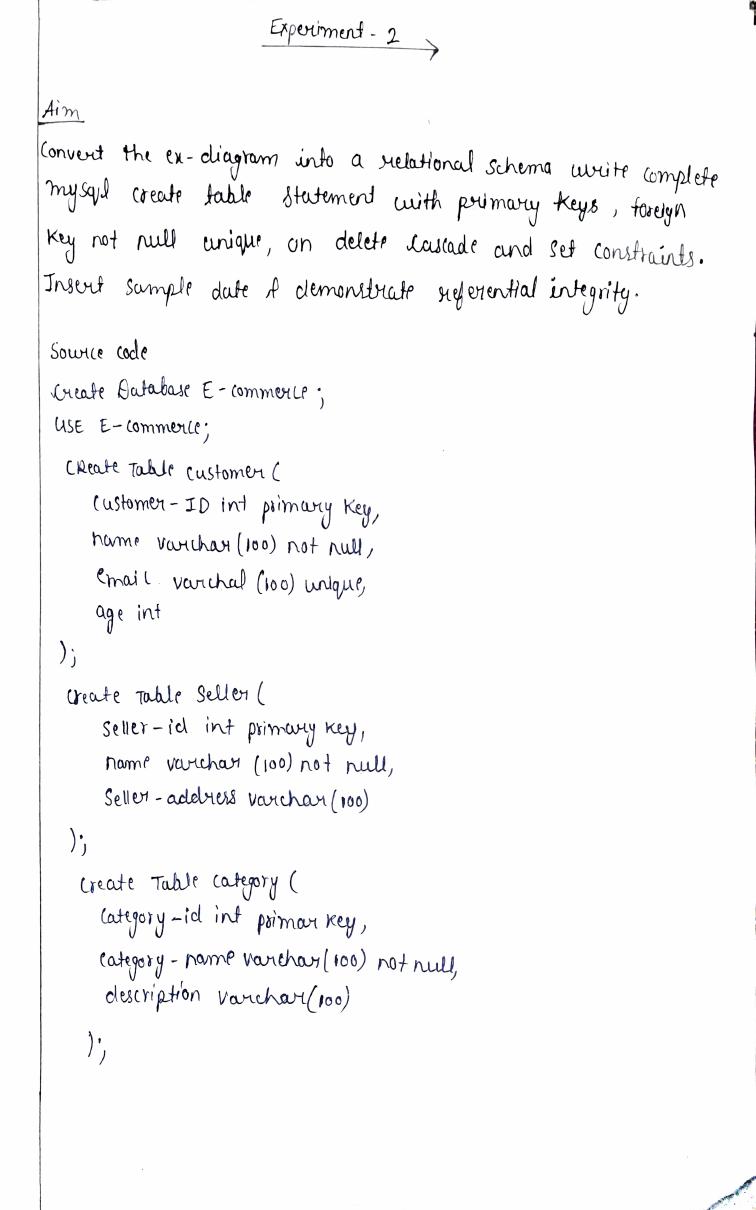 Experiment - 2
Aim
Convert the ex-diagram into a relational schema write complete
mysql create table statement with primary keys, foreign
key not null unique, on delete cascade and set constraints.
Insert sample date & demonstrate referential integrity.
Source code
Create Database E-commerce;
USE E-commerce;
Create Table customer (
Customer-ID int primary key,
name varchar (100) not null,
email varchal (100) unique,
age int
);
Create Table Seller (
Seller-id int primary key,
name varchar (100) not null,
Seller-address varchar (100)
);
Create Table category (
Category-id int primar key,
category-name varchar (100) not null,
description varchar (100)
);